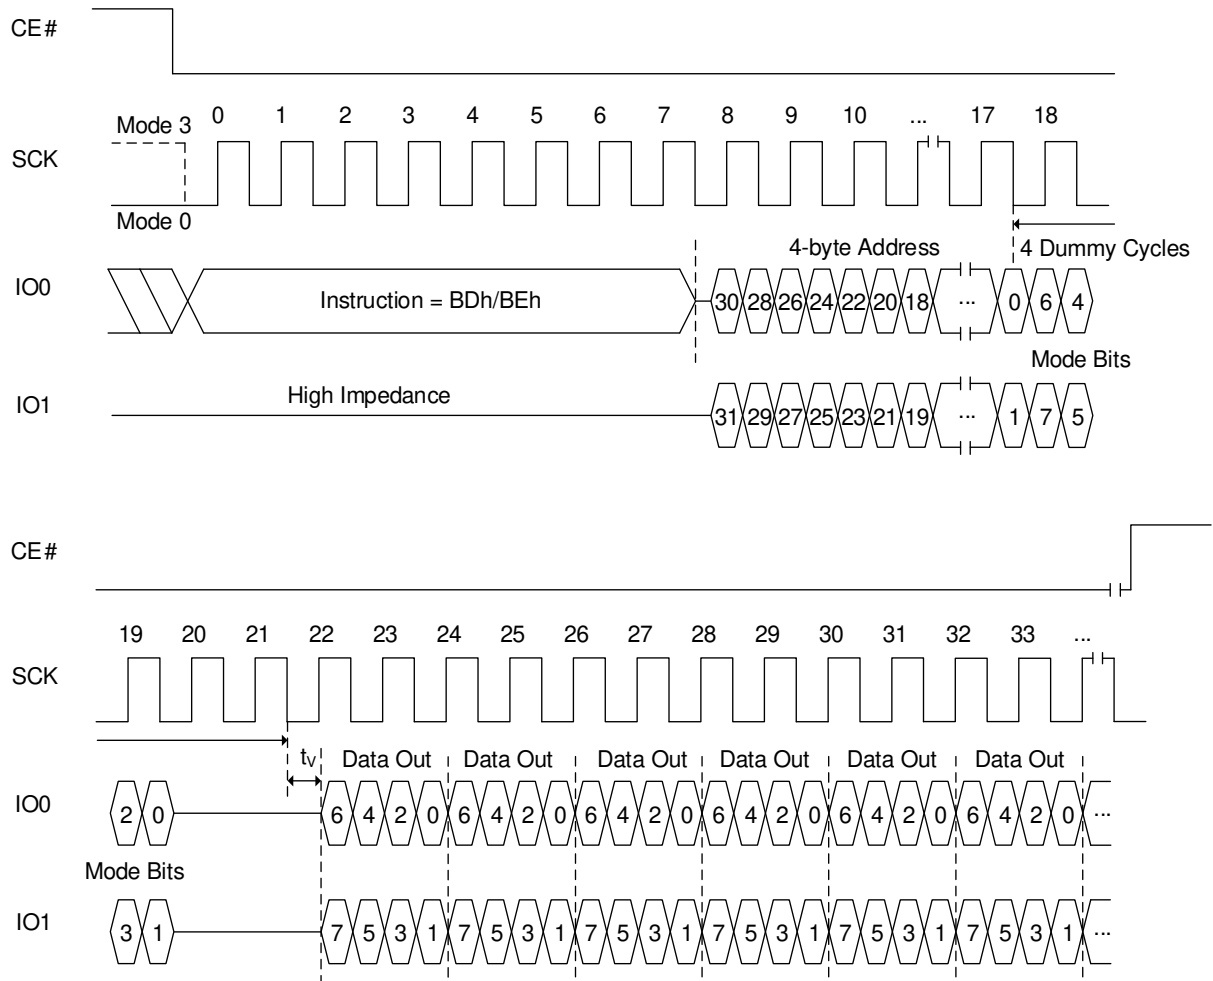 CE#
0 1 2 3 4 5 6 7 8 9 10 ... 17 18
Mode 3
SCK
Mode 0
4-byte Address
4 Dummy Cycles
IO0
Instruction = BDh/BEh
30 28 26 24 22 20 18 ... 0 6 4
Mode Bits
IO1
High Impedance
31 29 27 25 23 21 19 ... 1 7 5
CE#
19 20 21 22 23 24 25 26 27 28 29 30 31 32 33 ...
SCK
tV
Data Out Data Out Data Out Data Out Data Out Data Out
IO0
2 0 6 4 2 0 6 4 2 0 6 4 2 0 6 4 2 0 6 4 2 0 6 4 2 0 ...
Mode Bits
IO1
3 1 7 5 3 1 7 5 3 1 7 5 3 1 7 5 3 1 7 5 3 1 7 5 3 1 ...